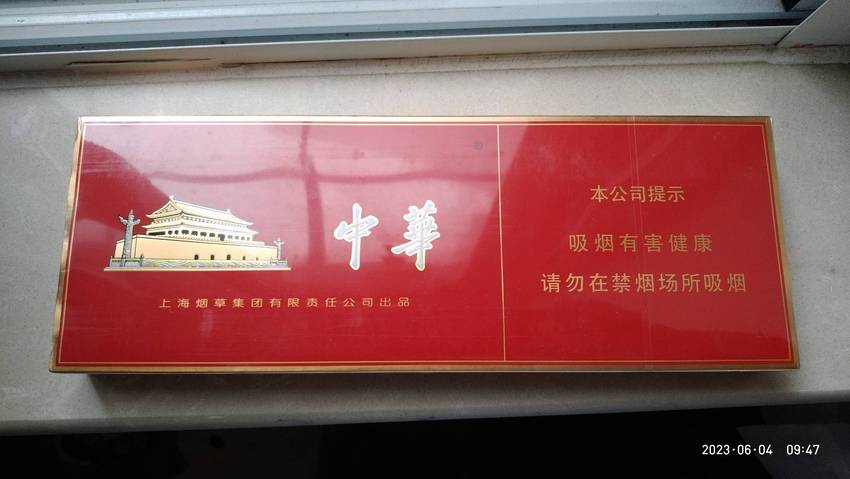 中華
上海烟草集团有限责任公司出品
本公司提示
吸烟有害健康
请勿在禁烟场所吸烟
2023·06·04 09:47